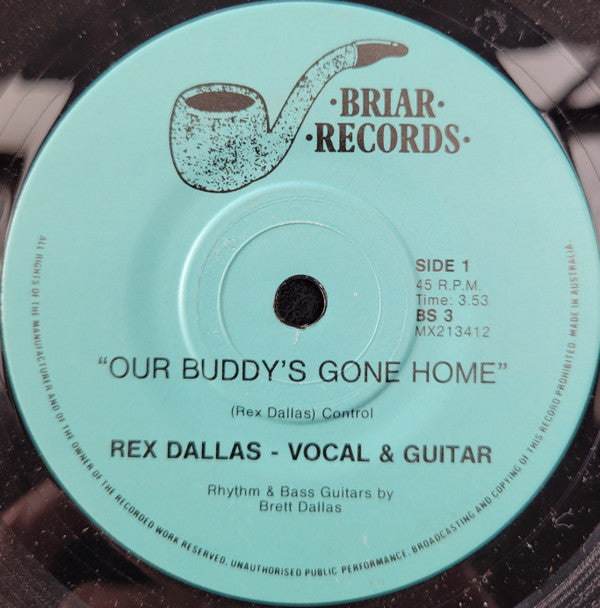 ·BRIAR·
·RECORDS·
SIDE 1
45 R.P.M.
Time: 3.53
BS 3
MX213412
"OUR BUDDY'S GONE HOME"
(Rex Dallas) Control
REX DALLAS - VOCAL & GUITAR
Rhythm & Bass Guitars by
Brett Dallas
ALL RIGHTS OF THE MANUFACTURER AND OF THE OWNER OF THE RECORDED WORK RESERVED. UNAUTHORISED PUBLIC PERFORMANCE. BROADCASTING AND COPYING OF THIS RECORD PROHIBITED. MADE IN AUSTRALIA